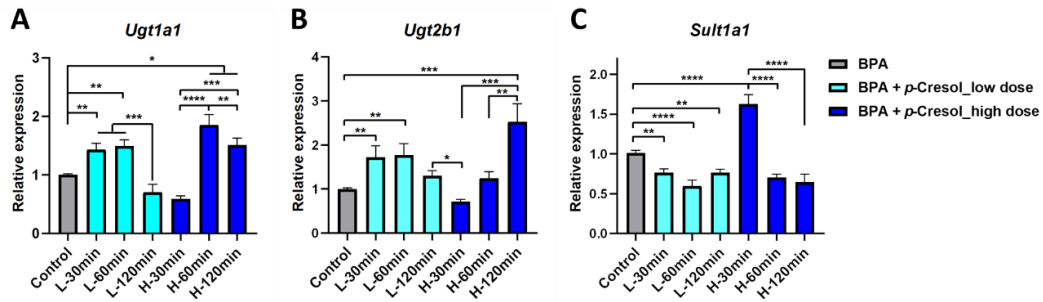 A
Ugt1a1
Relative expression
3
2
1
0
*
**
**
***
***
****
**
Control
L-30min
L-60min
L-120min
H-30min
H-60min
H-120min
B
Ugt2b1
Relative expression
4
3
2
1
0
***
***
**
**
**
*
Control
L-30min
L-60min
L-120min
H-30min
H-60min
H-120min
C
Sult1a1
Relative expression
2.0
1.5
1.0
0.5
0.0
****
****
****
**
****
**
Control
L-30min
L-60min
L-120min
H-30min
H-60min
H-120min
BPA
BPA + p-Cresol_low dose
BPA + p-Cresol_high dose